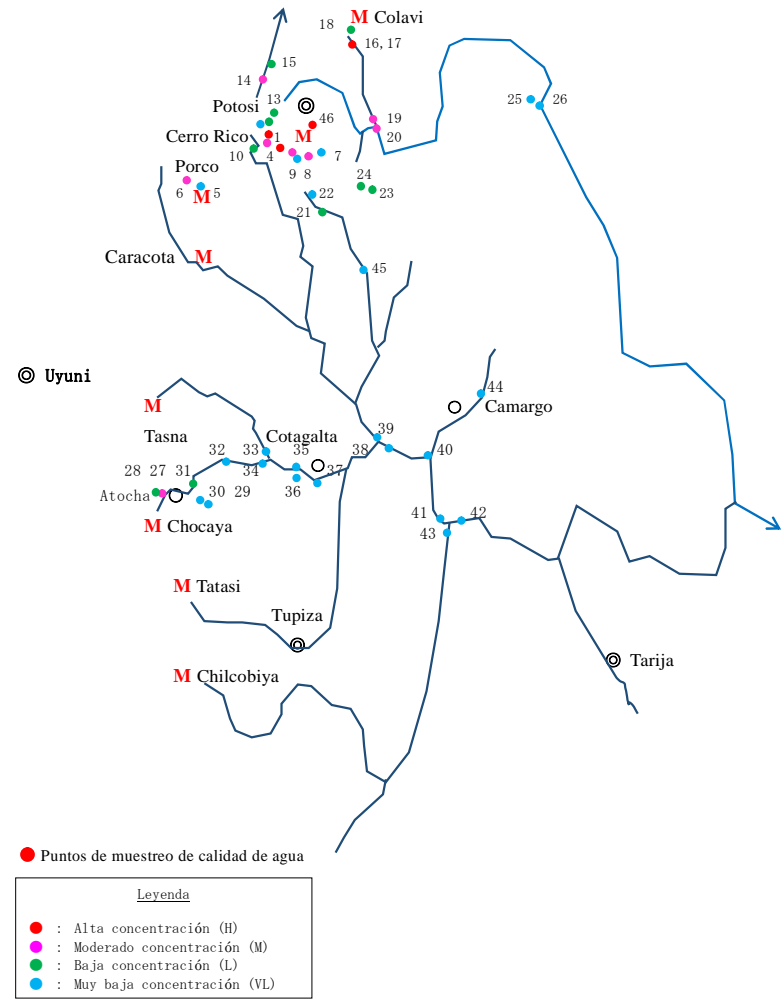 18 M Colavi
16,17
15
14
13
Potosi
46
19
25 26
Cerro Rico 1 M
20
10 4 9 8 7
Porco
6 5
M
24 23
22
21
Caracota M
45
Uyuni
M
44
Camargo
Tasna Cotagalta 39
32 33 35 38 40
28 27 31 34 37
Atocha 30 29 36
M Chocaya
41 42
43
M Tatasi
Tupiza
Tarija
M Chilcobiya
Puntos de muestreo de calidad de agua
Leyenda
: Alta concentración (H)
: Moderado concentración (M)
: Baja concentración (L)
: Muy baja concentración (VL)